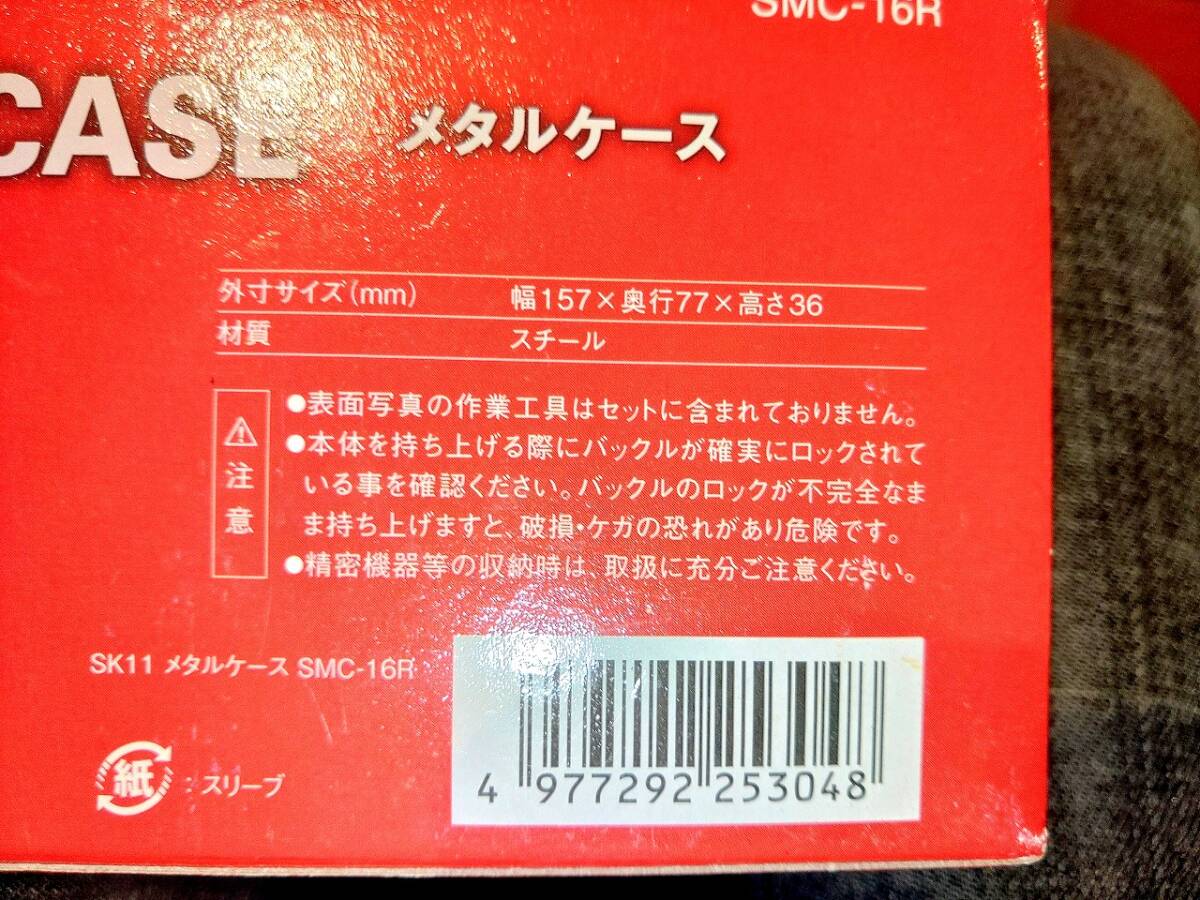 SMC-16R
CASE メタルケース
外寸サイズ(mm) 幅157×奥行77×高さ36
材質 スチール
注意
●表面写真の作業工具はセットに含まれておりません。
●本体を持ち上げる際にバックルが確実にロックされて
いる事を確認ください。バックルのロックが不完全なま
ま持ち上げますと、破損・ケガの恐れがあり危険です。
●精密機器等の収納時は、取扱に充分ご注意ください。
SK11 メタルケース SMC-16R
4 977292 253048
紙:スリーブ